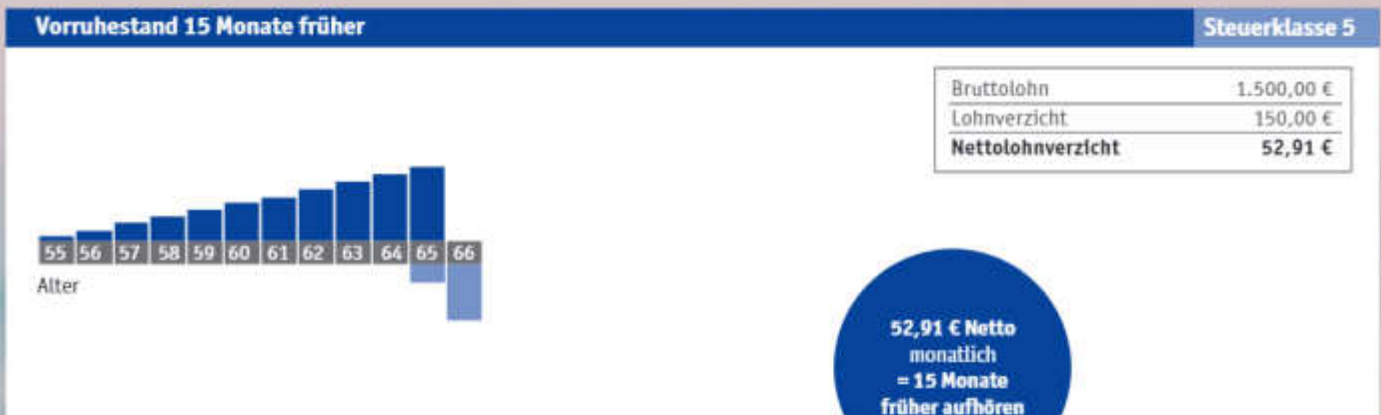 Vorruhestand 15 Monate früher
Steuerklasse 5
Bruttolohn 1.500,00 €
Lohnverzicht 150,00 €
Nettolohnverzicht 52,91 €
55 56 57 58 59 60 61 62 63 64 65 66
Alter
52,91 € Netto
monatlich
= 15 Monate
früher aufhören